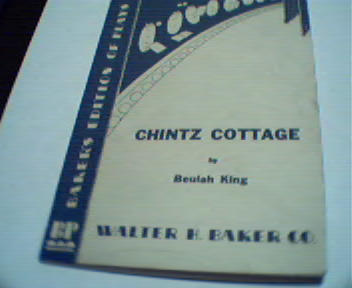 CHINTZ COTTAGE
by
Beulah King
WALTER H. BAKER CO.
BAKER'S EDITION OF PLAYS
BP